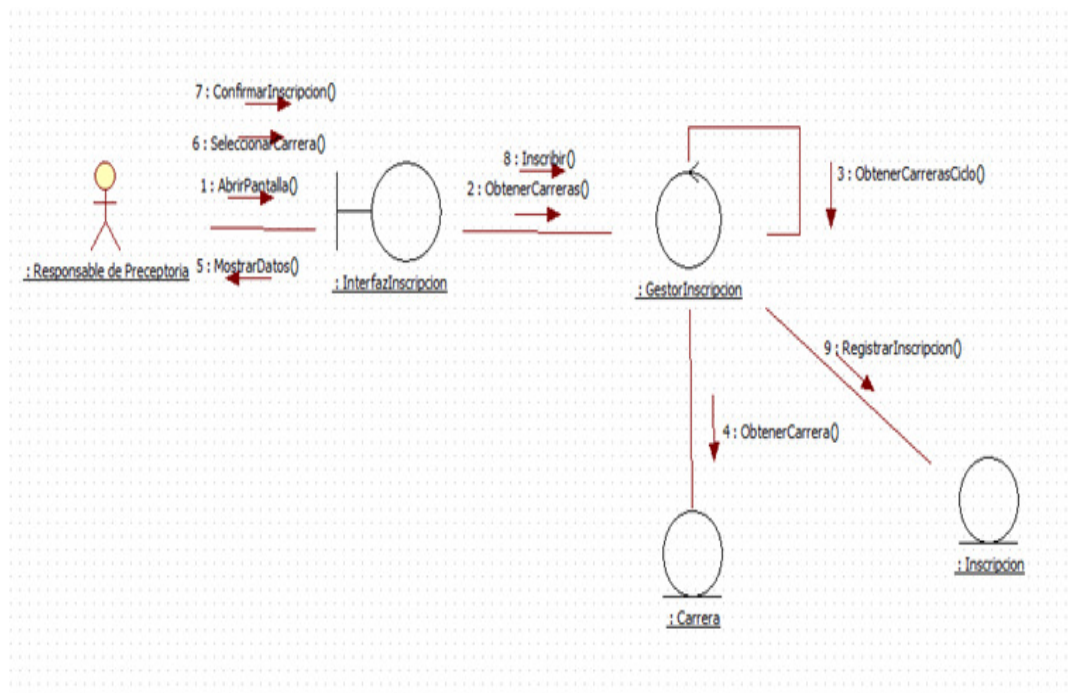 7 : ConfirmarInscripcion()
6 : SeleccionarCarrera()
1 : AbrirPantalla()
5 : MostrarDatos()
: Responsable de Preceptoria
: InterfazInscripcion
8 : Inscribir()
2 : ObtenerCarreras()
3 : ObtenerCarrerasCiclo()
: GestorInscripcion
9 : RegistrarInscripcion()
4 : ObtenerCarrera()
: Inscripcion
: Carrera